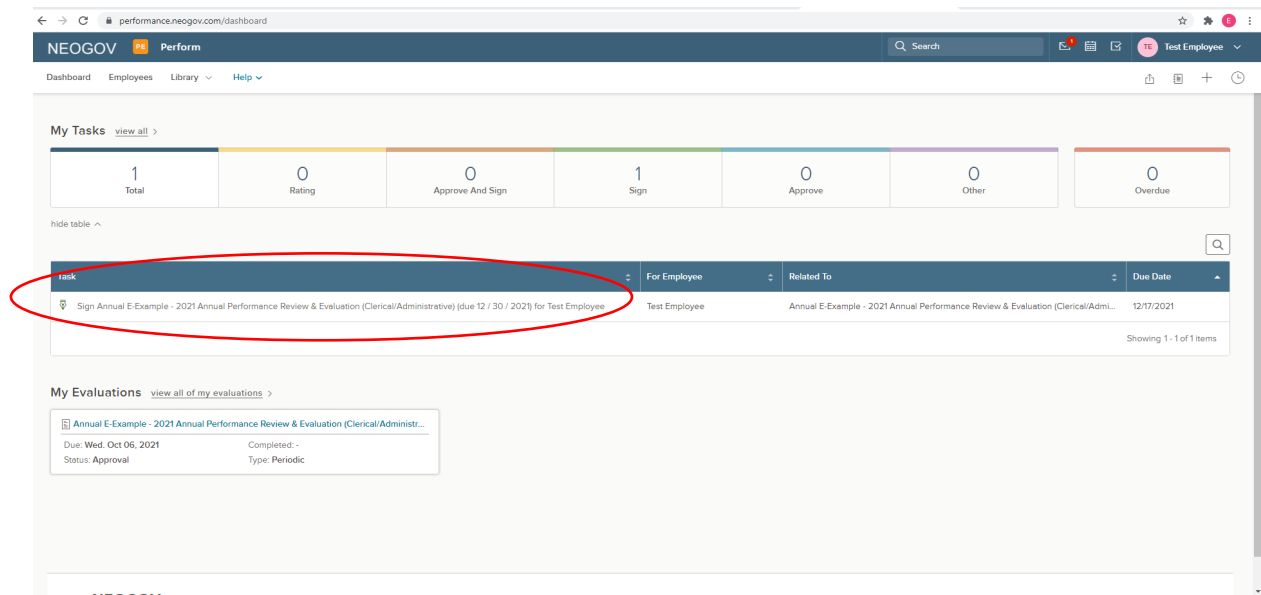 performance.neogov.com/dashboard
E
NEOGOV PE Perform
Search
1
TE Test Employee
Dashboard Employees Library Help
My Tasks view all >
1 0 0 1 0 0 0
Total Rating Approve And Sign Sign Approve Other Overdue
hide table
Task For Employee Related To Due Date
Sign Annual E-Example - 2021 Annual Performance Review & Evaluation (Clerical/Administrative) (due 12 / 30 / 2021) for Test Employee Test Employee Annual E-Example - 2021 Annual Performance Review & Evaluation (Clerical/Admi... 12/17/2021
Showing 1 - 1 of 1 items
My Evaluations view all of my evaluations >
Annual E-Example - 2021 Annual Performance Review & Evaluation (Clerical/Administr...
Due: Wed. Oct 06, 2021 Completed: -
Status: Approval Type: Periodic
NEOGOV